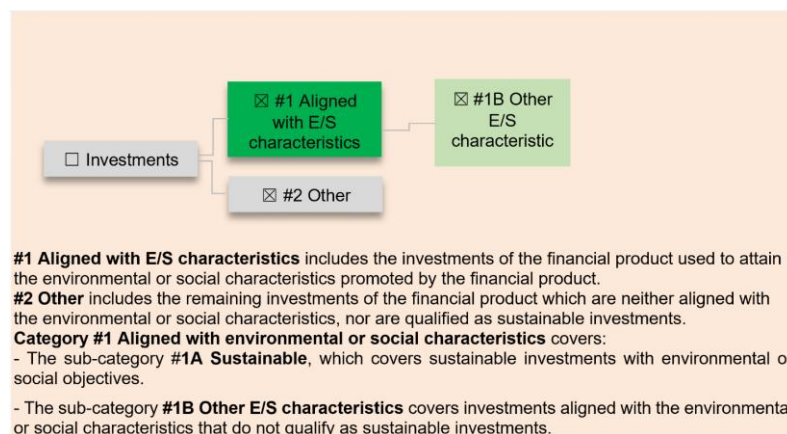 ☒ #1 Aligned
with E/S
characteristics
☒ #1B Other
E/S
characteristic
☐ Investments
☒ #2 Other
#1 Aligned with E/S characteristics includes the investments of the financial product used to attain
the environmental or social characteristics promoted by the financial product.
#2 Other includes the remaining investments of the financial product which are neither aligned with
the environmental or social characteristics, nor are qualified as sustainable investments.
Category #1 Aligned with environmental or social characteristics covers:
- The sub-category #1A Sustainable, which covers sustainable investments with environmental o
social objectives.
- The sub-category #1B Other E/S characteristics covers investments aligned with the environmenta
or social characteristics that do not qualify as sustainable investments.